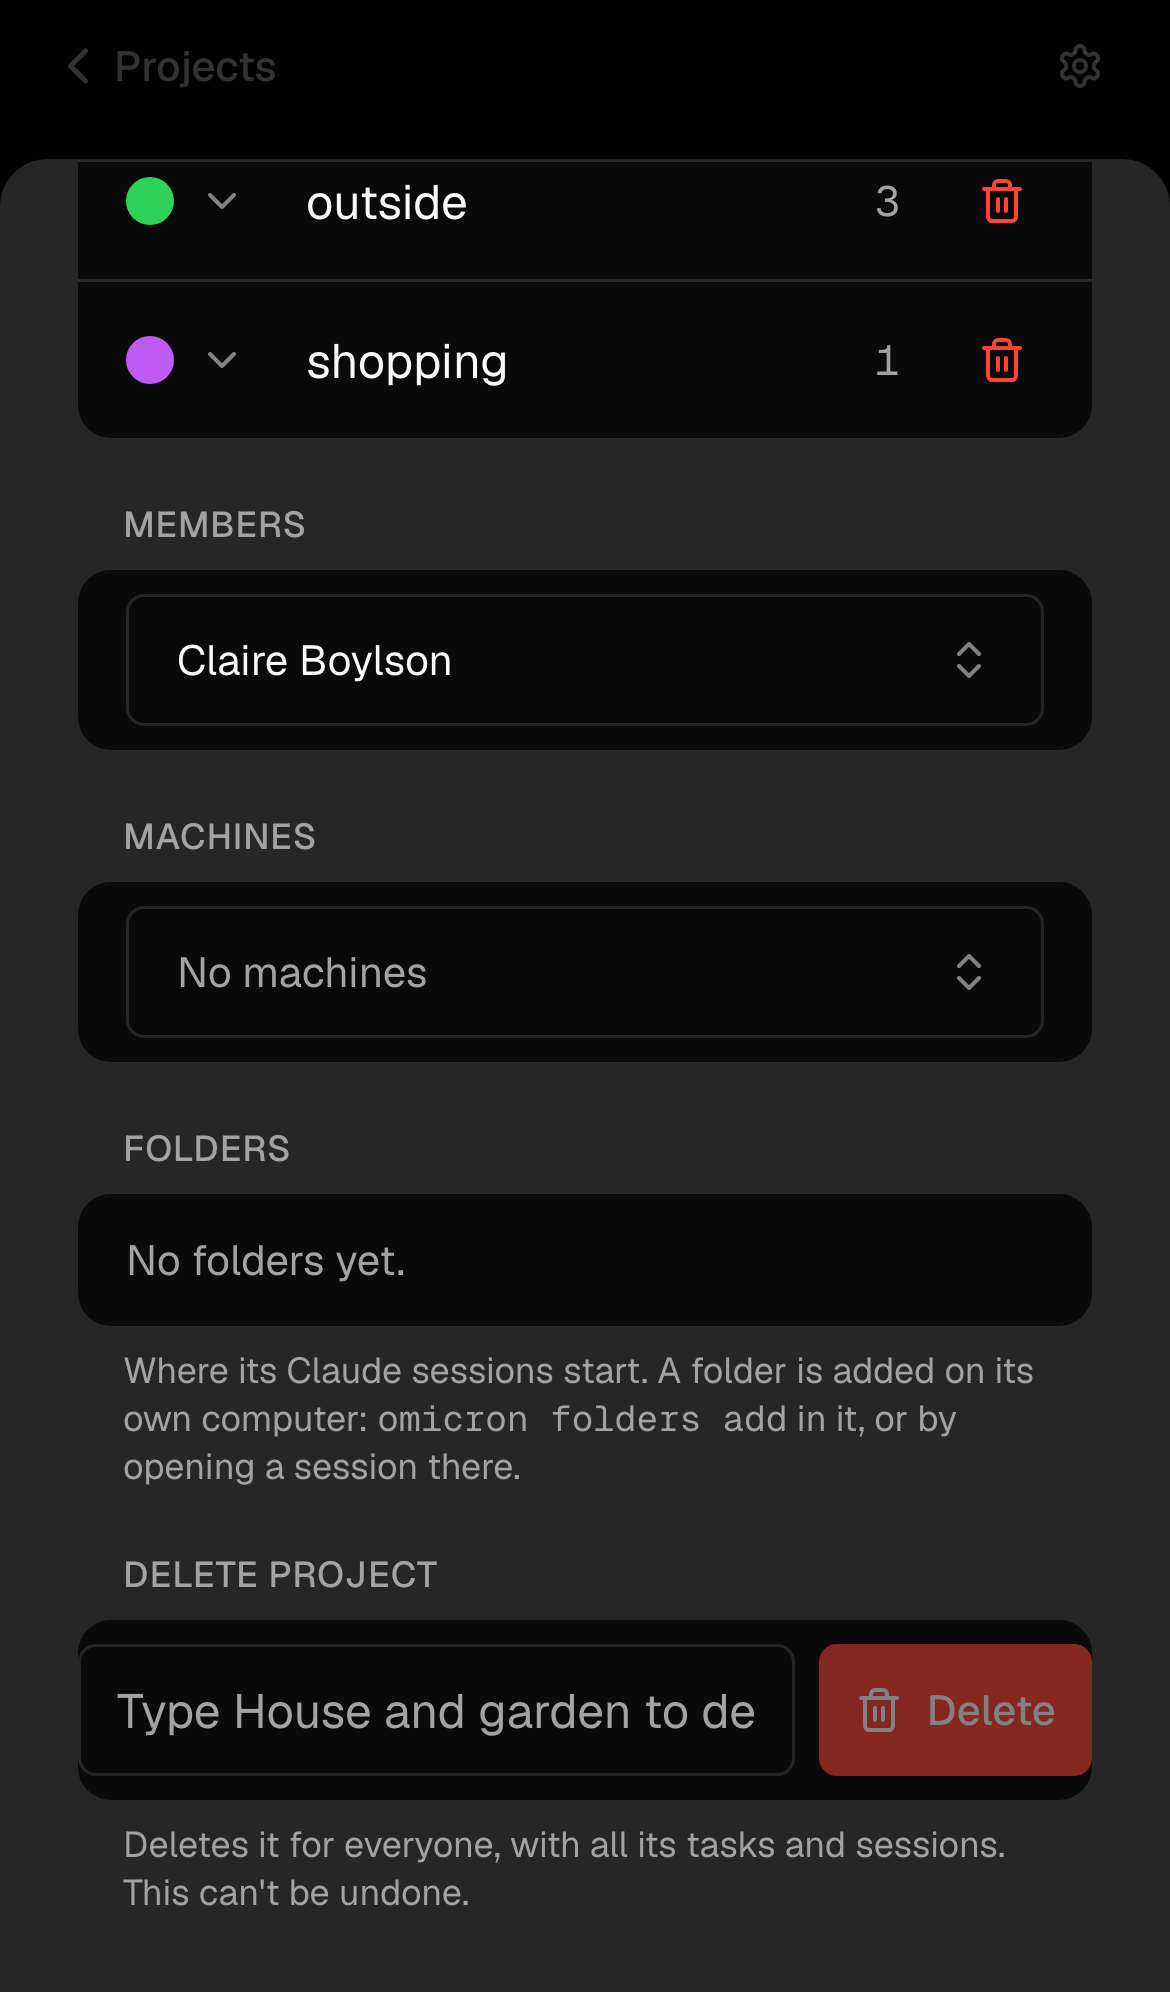 Projects
outside 3
shopping 1
MEMBERS
Claire Boylson
MACHINES
No machines
FOLDERS
No folders yet.
Where its Claude sessions start. A folder is added on its
own computer: omicron folders add in it, or by
opening a session there.
DELETE PROJECT
Type House and garden to de
Delete
Deletes it for everyone, with all its tasks and sessions.
This can't be undone.